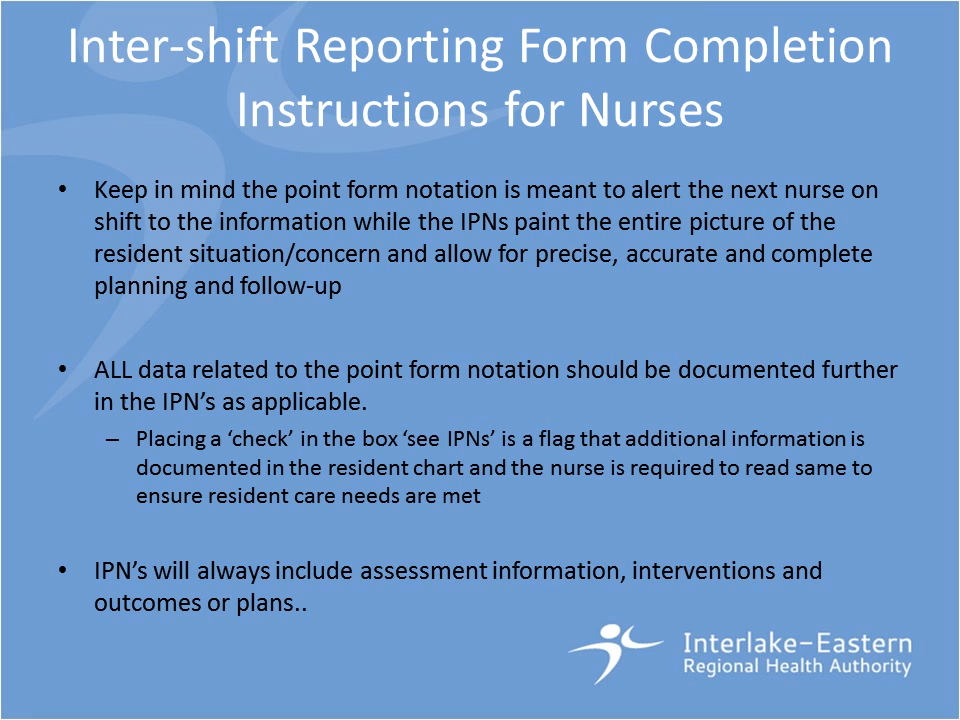 Inter-shift Reporting Form Completion
Instructions for Nurses
• Keep in mind the point form notation is meant to alert the next nurse on
shift to the information while the IPNs paint the entire picture of the
resident situation/concern and allow for precise, accurate and complete
planning and follow-up
• ALL data related to the point form notation should be documented further
in the IPN’s as applicable.
– Placing a ‘check’ in the box ‘see IPNs’ is a flag that additional information is
documented in the resident chart and the nurse is required to read same to
ensure resident care needs are met
• IPN’s will always include assessment information, interventions and
outcomes or plans..
Interlake-Eastern
Regional Health Authority